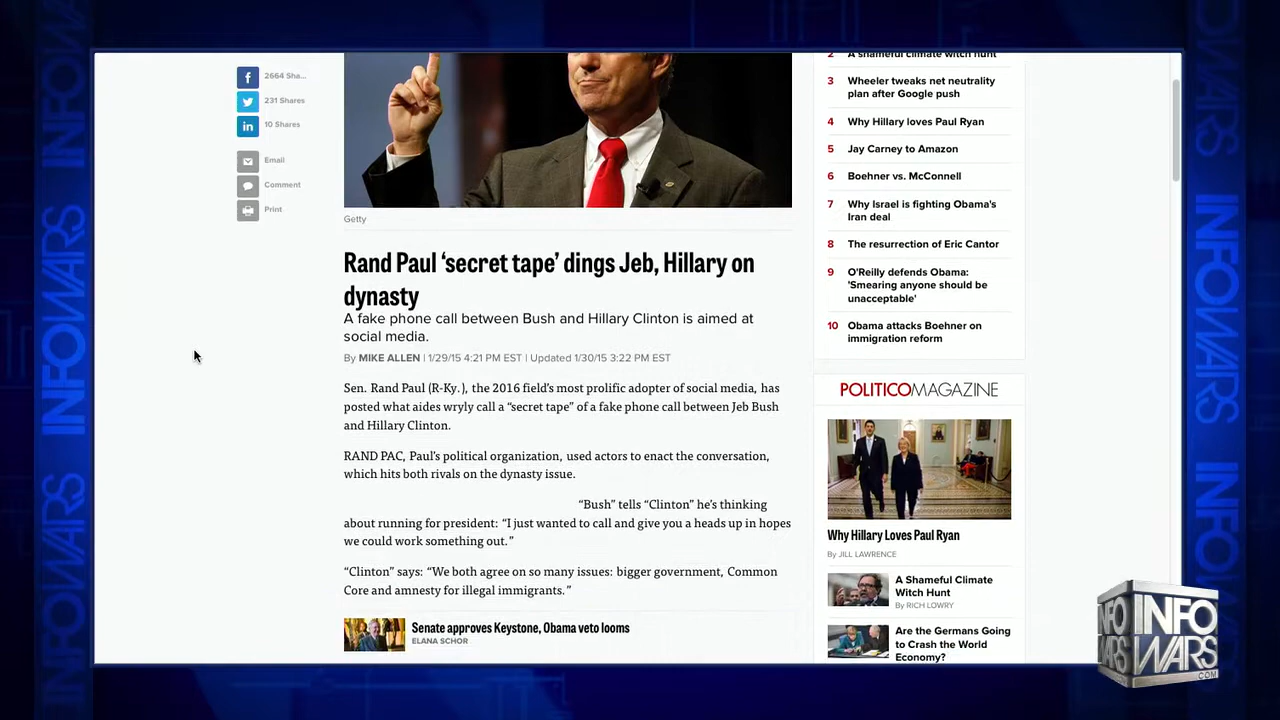 2664 Sha...
231 Shares
10 Shares
Email
Comment
Print
Getty
Rand Paul ‘secret tape’ dings Jeb, Hillary on
dynasty
A fake phone call between Bush and Hillary Clinton is aimed at
social media.
By MIKE ALLEN | 1/29/15 4:21 PM EST | Updated 1/30/15 3:22 PM EST
Sen. Rand Paul (R-Ky.), the 2016 field's most prolific adopter of social media, has
posted what aides wryly call a “secret tape” of a fake phone call between Jeb Bush
and Hillary Clinton.
RAND PAC, Paul's political organization, used actors to enact the conversation,
which hits both rivals on the dynasty issue.
“Bush” tells “Clinton” he's thinking
about running for president: “I just wanted to call and give you a heads up in hopes
we could work something out.”
“Clinton” says: “We both agree on so many issues: bigger government, Common
Core and amnesty for illegal immigrants.”
Senate approves Keystone, Obama veto looms
ELANA SCHOR
2 A shameful climate witch hunt
3 Wheeler tweaks net neutrality
plan after Google push
4 Why Hillary loves Paul Ryan
5 Jay Carney to Amazon
6 Boehner vs. McConnell
7 Why Israel is fighting Obama's
Iran deal
8 The resurrection of Eric Cantor
9 O'Reilly defends Obama:
'Smearing anyone should be
unacceptable'
10 Obama attacks Boehner on
immigration reform
POLITICOMAGAZINE
Why Hillary Loves Paul Ryan
By JILL LAWRENCE
A Shameful Climate
Witch Hunt
By RICH LOWRY
Are the Germans Going
to Crash the World
Economy?
INFOWARS
INFOWARS
INFOWARS
INFOWARS
INFO
WARS
INFO
WARS
.COM